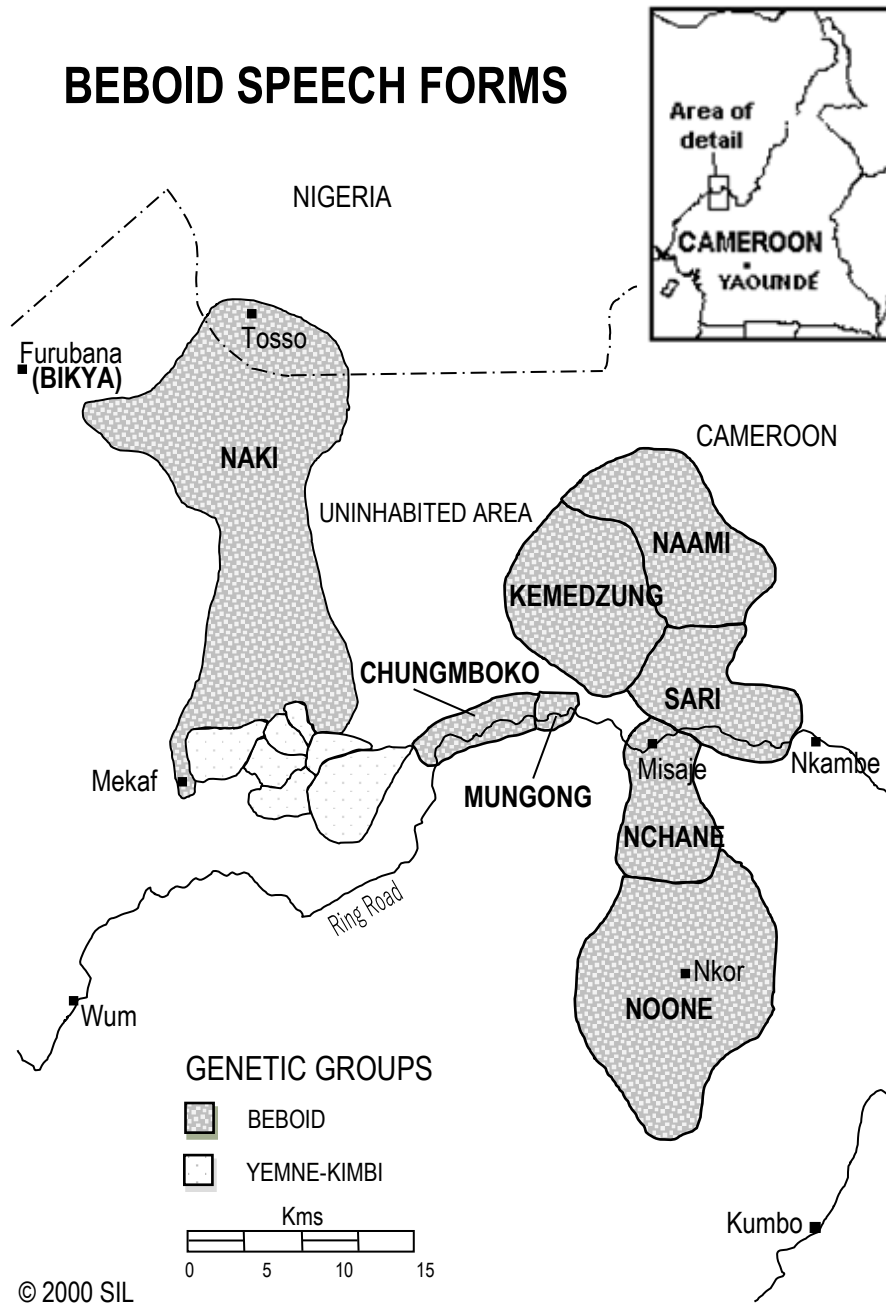 BEBOID SPEECH FORMS
Area of
detail
CAMEROON
YAOUNDÉ
NIGERIA
Tosso
Furubana
(BIKYA)
NAKI
CAMEROON
UNINHABITED AREA
NAAMI
KEMEDZUNG
CHUNGMBOKO
SARI
Misaje
Nkambe
Mekaf
MUNGONG
NCHANE
Ring Road
Nkor
NOONE
Wum
GENETIC GROUPS
BEBOID
YEMNE-KIMBI
Kms
0 5 10 15
Kumbo
© 2000 SIL